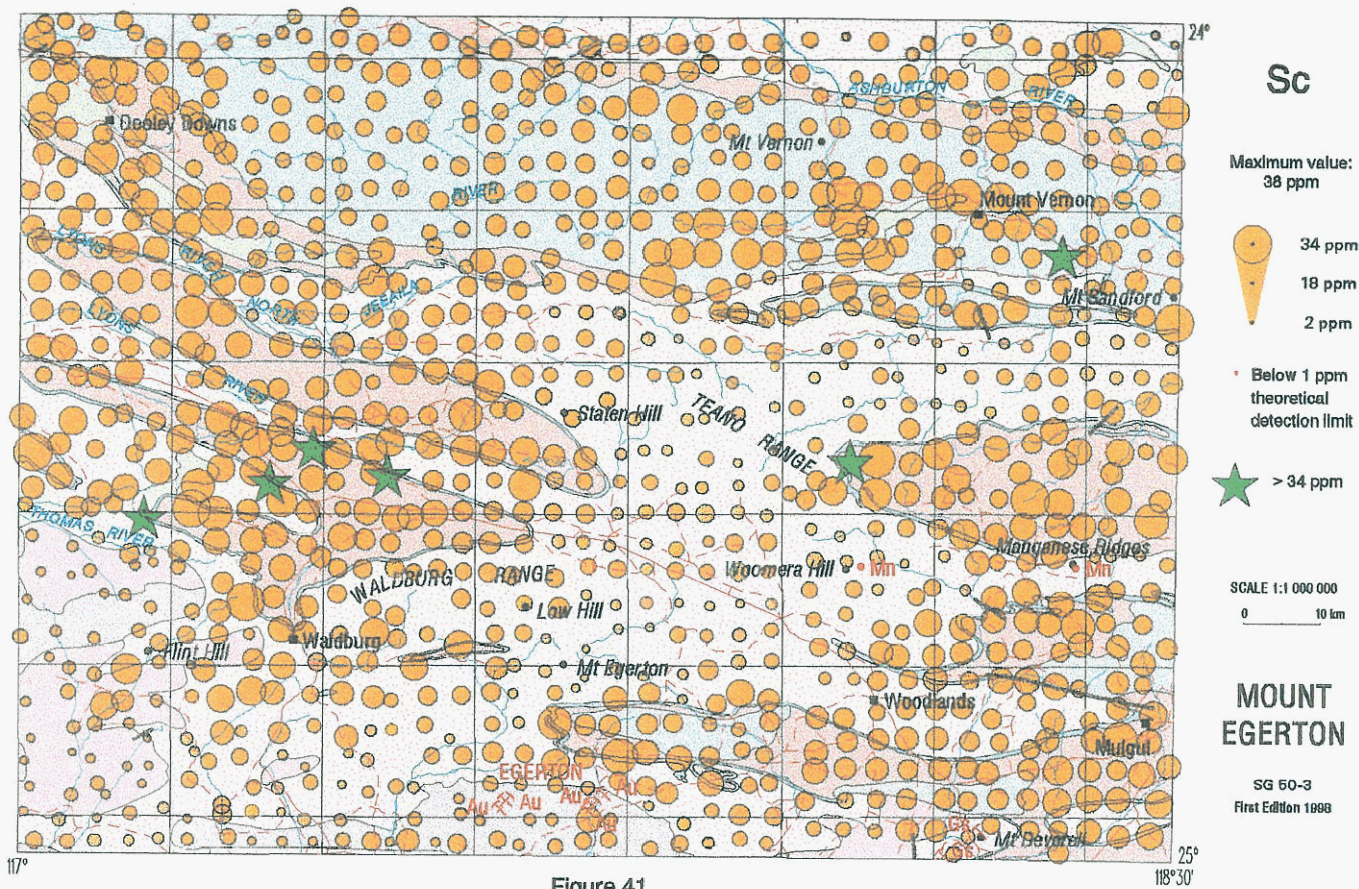 24°
Sc
ASHBURTON RIVER
Dooley Downs
Mt Vernon
Maximum value:
38 ppm
RIVER
Mount Vernon
34 ppm
LYONS RIVER NORTH
18 ppm
JEEAILA
Mt Sandford
2 ppm
LYONS RIVER
Below 1 ppm
theoretical
detection limit
Stalen Hill
TEANO RANGE
> 34 ppm
THOMAS RIVER
Manganese Ridges
Woomera Hill
Mn
Mn
WALDBURG RANGE
SCALE 1:1 000 000
0 10 km
Low Hill
Waldburg
Flint Hill
Mt Egerton
Woodlands
MOUNT
EGERTON
Mulgul
EGERTON
SG 50-3
Au Au Au Au
Au
First Edition 1998
Mt Beverell
117°
25°
118°30'
Figure 41